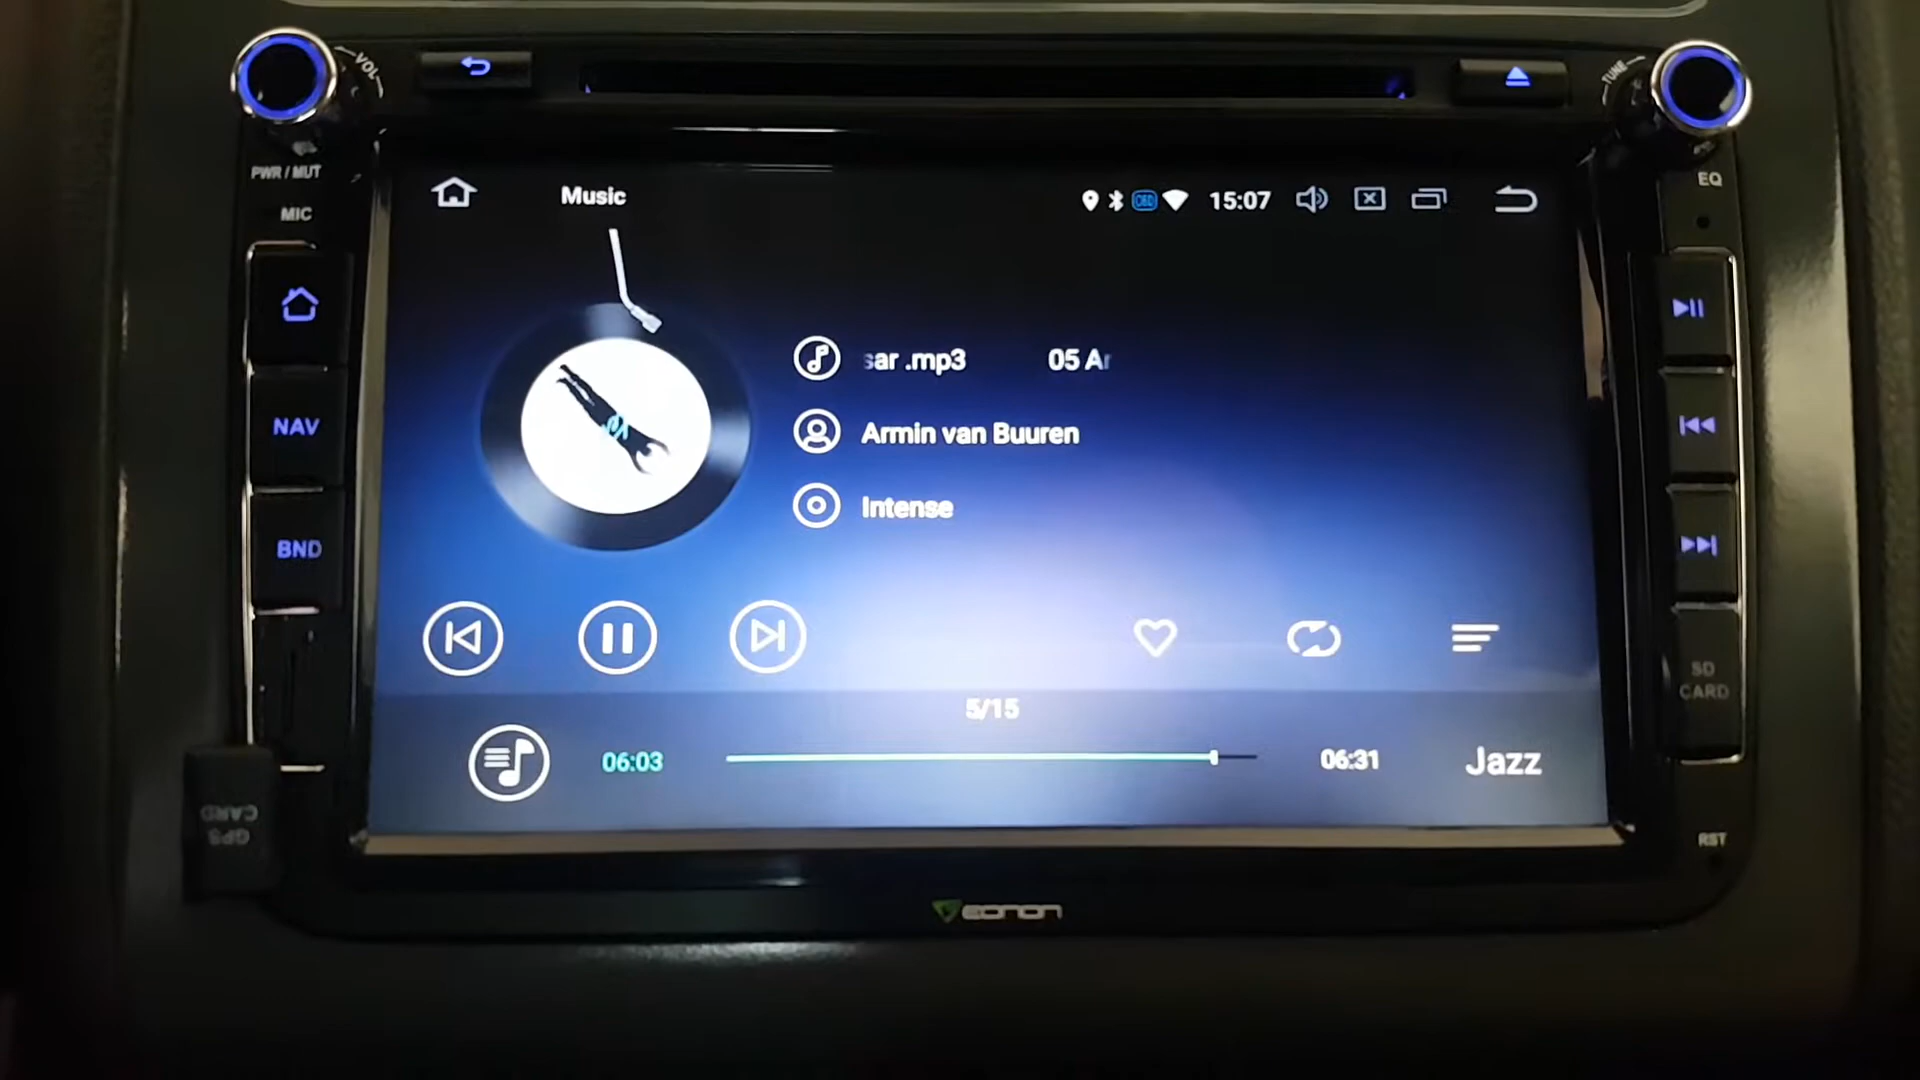 VOL
TUNE
PWR / MUT
MIC
EQ
Music
15:07
sar .mp3 05 Ar
Armin van Buuren
Intense
NAV
BND
SD
CARD
5/15
06:03
06:31
Jazz
GPS
CARD
RST
eonon